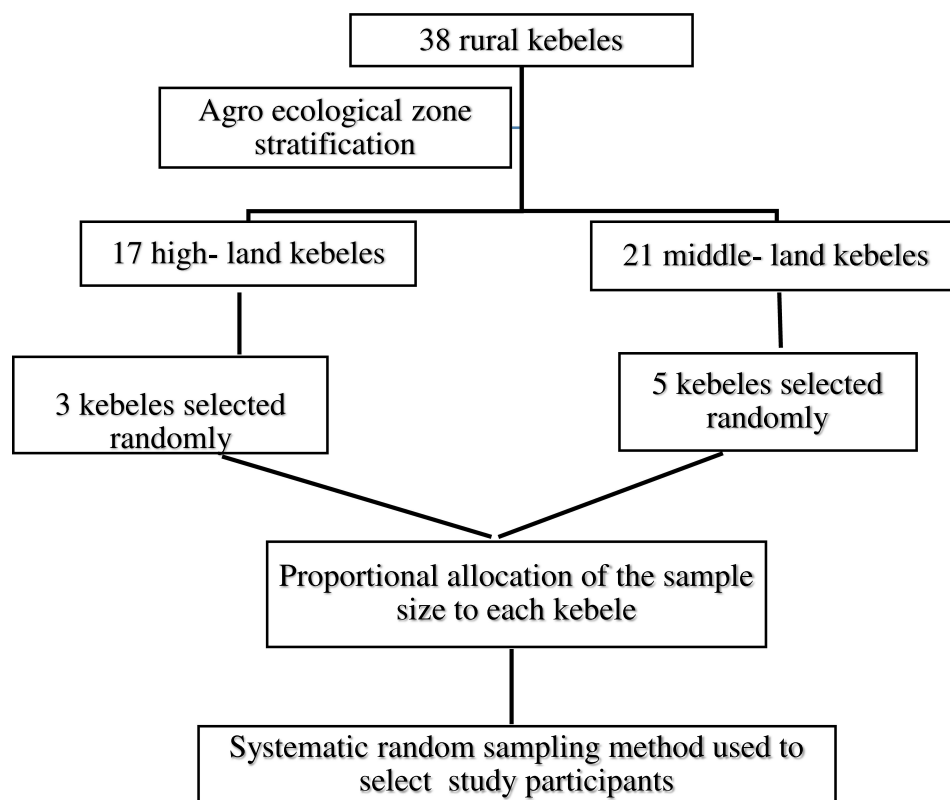 38 rural kebeles
Agro ecological zone
stratification
17 high- land kebeles
21 middle- land kebeles
3 kebeles selected
randomly
5 kebeles selected
randomly
Proportional allocation of the sample
size to each kebele
Systematic random sampling method used to
select  study participants